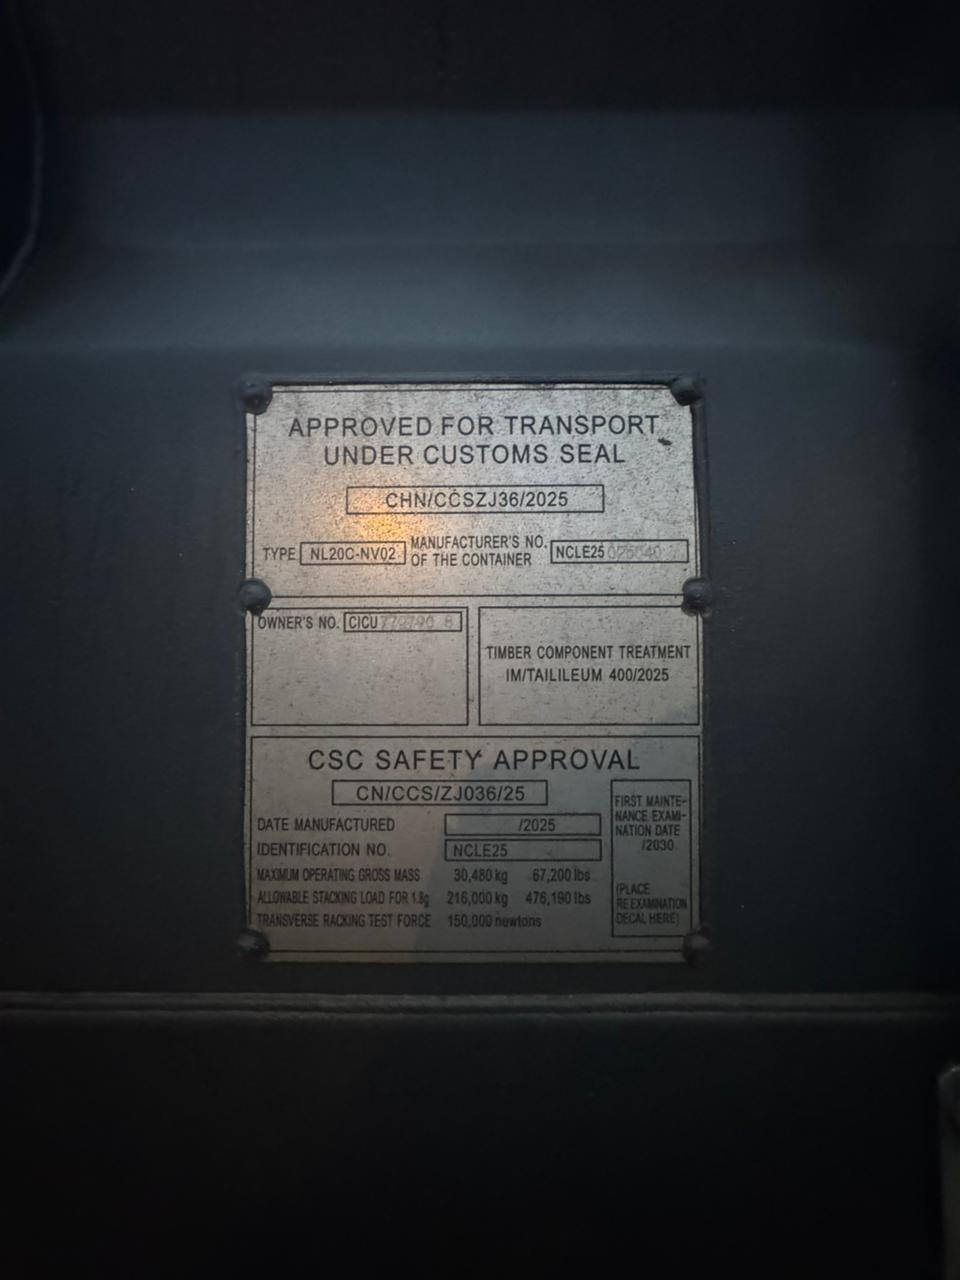 APPROVED FOR TRANSPORT
UNDER CUSTOMS SEAL
CHN/CCSZJ36/2025
TYPE NL20C-NV02 MANUFACTURER'S NO. OF THE CONTAINER NCLE25
OWNER'S NO. CICU
TIMBER COMPONENT TREATMENT
IM/TAILILEUM 400/2025
CSC SAFETY APPROVAL
CN/CCS/ZJ036/25
DATE MANUFACTURED /2025
IDENTIFICATION NO. NCLE25
MAXIMUM OPERATING GROSS MASS 30,480 kg 67,200 lbs
ALLOWABLE STACKING LOAD FOR 1.8g 216,000 kg 476,190 lbs
TRANSVERSE RACKING TEST FORCE 150,000 newtons
FIRST MAINTE-
NANCE EXAMI-
NATION DATE
/2030
(PLACE
RE EXAMINATION
DECAL HERE)